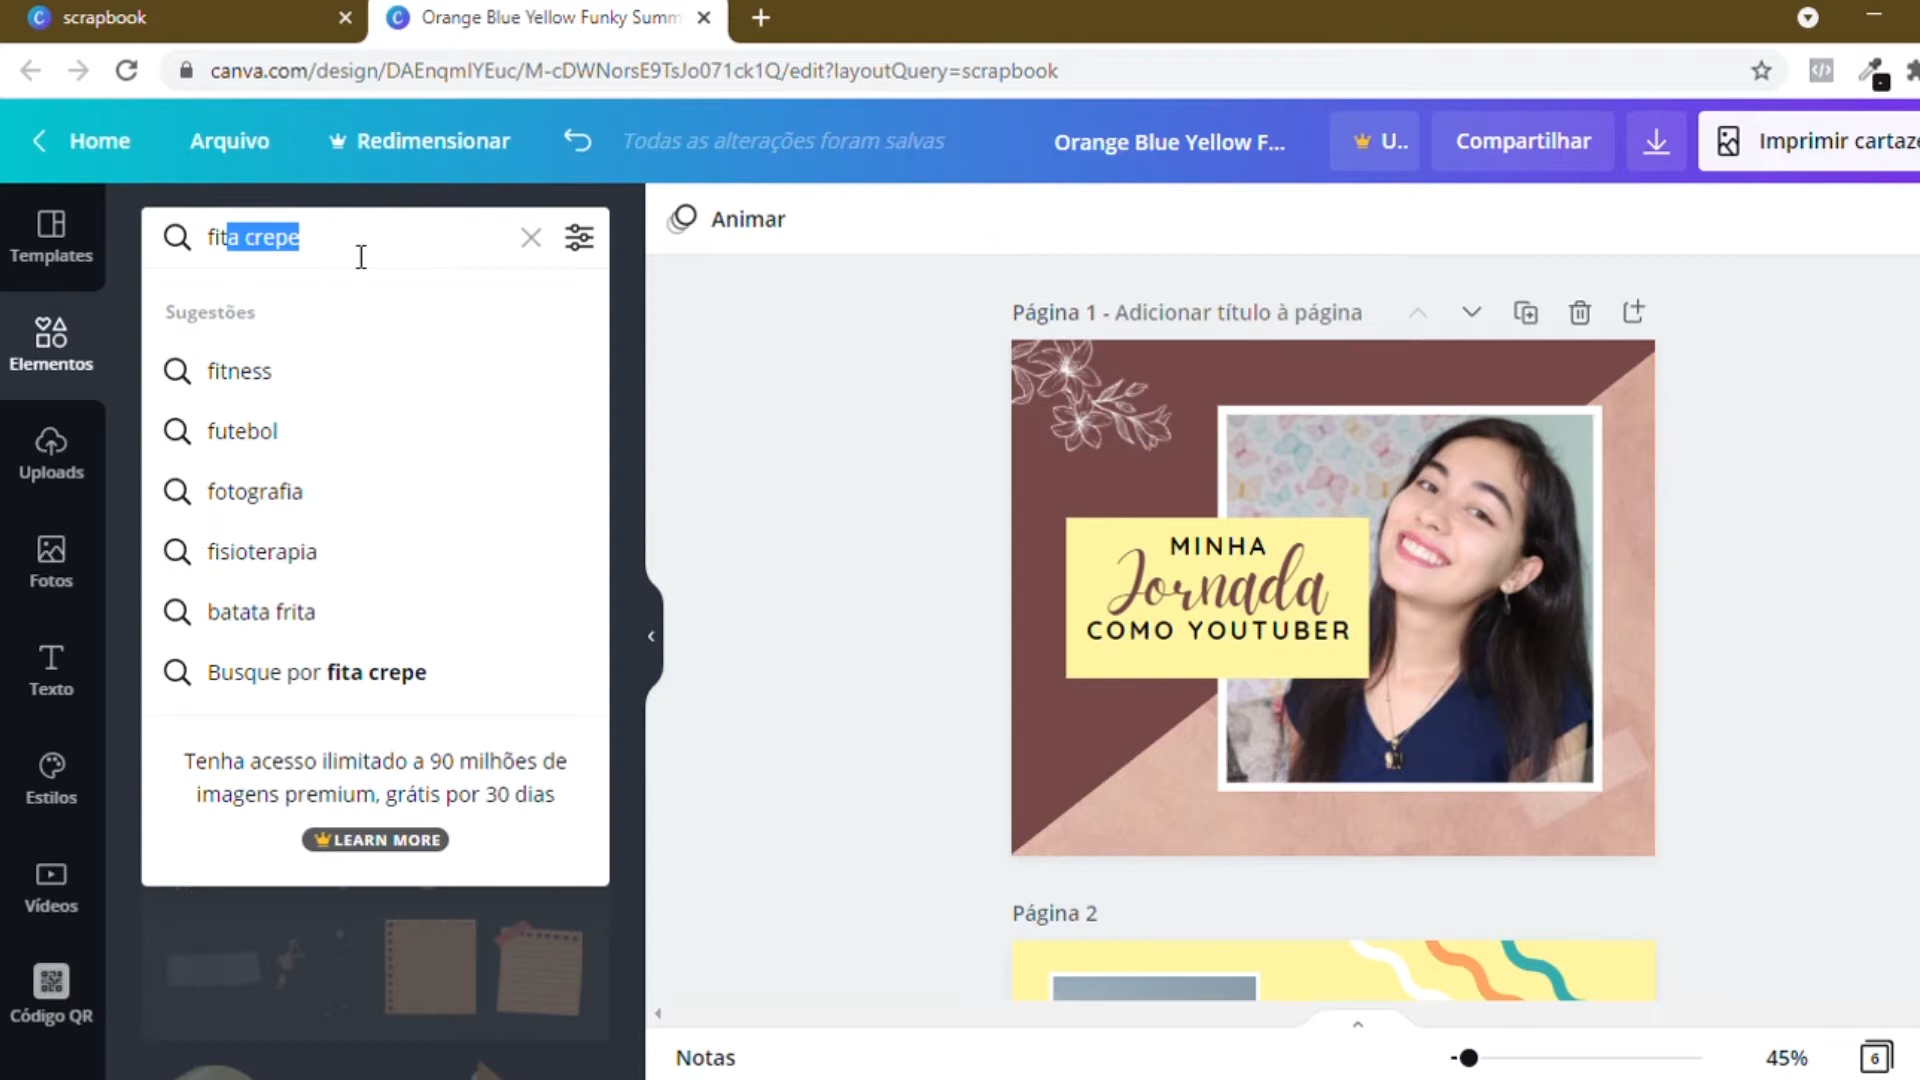 scrapbook
Orange Blue Yellow Funky Summ
canva.com/design/DAEnqmIYEuc/M-cDWNorsE9TsJo071ck1Q/edit?layoutQuery=scrapbook
Home
Arquivo
Redimensionar
Todas as alterações foram salvas
Orange Blue Yellow F...
U..
Compartilhar
Imprimir cartaze
Templates
Elementos
Uploads
Fotos
Texto
Estilos
Vídeos
Código QR
fita crepe
Sugestões
fitness
futebol
fotografia
fisioterapia
batata frita
Busque por fita crepe
Tenha acesso ilimitado a 90 milhões de
imagens premium, grátis por 30 dias
LEARN MORE
Animar
Página 1 - Adicionar título à página
MINHA
Jornada
COMO YOUTUBER
Página 2
Notas
45%
6